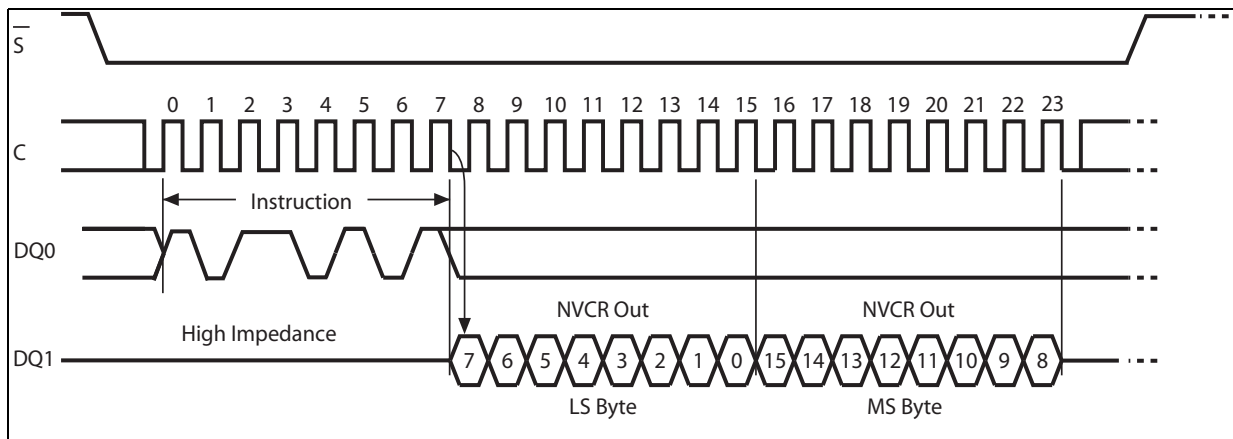 S
0 1 2 3 4 5 6 7 8 9 10 11 12 13 14 15 16 17 18 19 20 21 22 23
C
Instruction
DQ0
NVCR Out NVCR Out
High Impedance
DQ1 7 6 5 4 3 2 1 0 15 14 13 12 11 10 9 8
LS Byte MS Byte